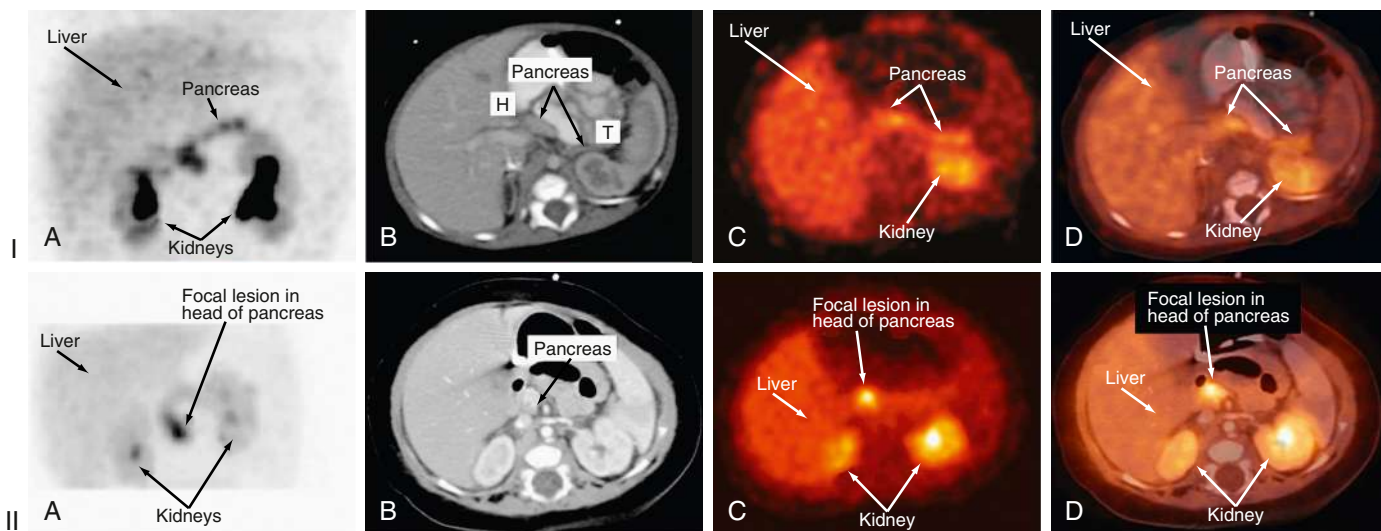 Liver
Pancreas
Kidneys
I
A
Pancreas
H
T
B
Liver
Pancreas
Kidney
C
Liver
Pancreas
Kidney
D
Focal lesion in
head of pancreas
Liver
Kidneys
II
A
Pancreas
B
Focal lesion in
head of pancreas
Liver
Kidney
C
Focal lesion in
head of pancreas
Liver
Kidney
D